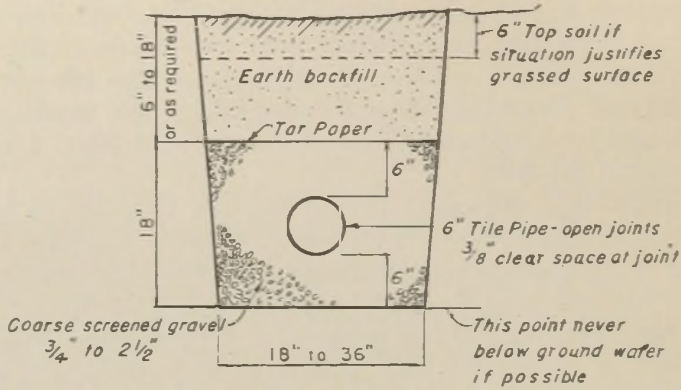 6" Top soil if
situation justifies
grassed surface
6" to 18"
or as required
Earth backfill
Tar Paper
6"
18"
6" Tile Pipe-open joints
3/8" clear space at joint
6"
Coarse screened gravel
3/4" to 2 1/2"
18" to 36"
This point never
below ground water
if possible